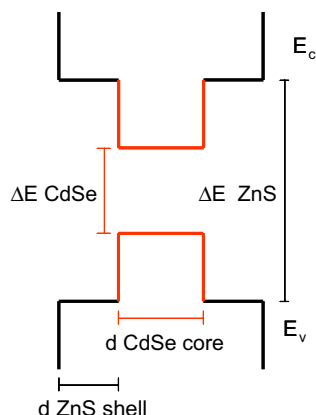 E_c
ΔE CdSe
ΔE ZnS
E_v
d CdSe core
d ZnS shell